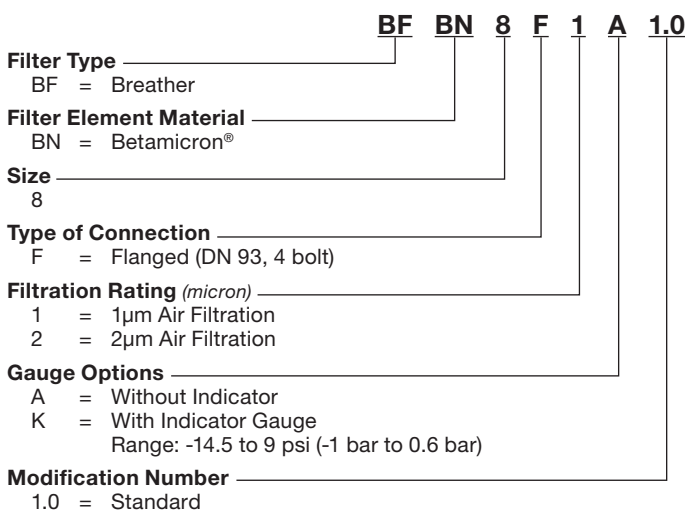 BF BN 8 F 1 A 1.0
Filter Type
BF = Breather
Filter Element Material
BN = Betamicron®
Size
8
Type of Connection
F = Flanged (DN 93, 4 bolt)
Filtration Rating (micron)
1 = 1µm Air Filtration
2 = 2µm Air Filtration
Gauge Options
A = Without Indicator
K = With Indicator Gauge
Range: -14.5 to 9 psi (-1 bar to 0.6 bar)
Modification Number
1.0 = Standard